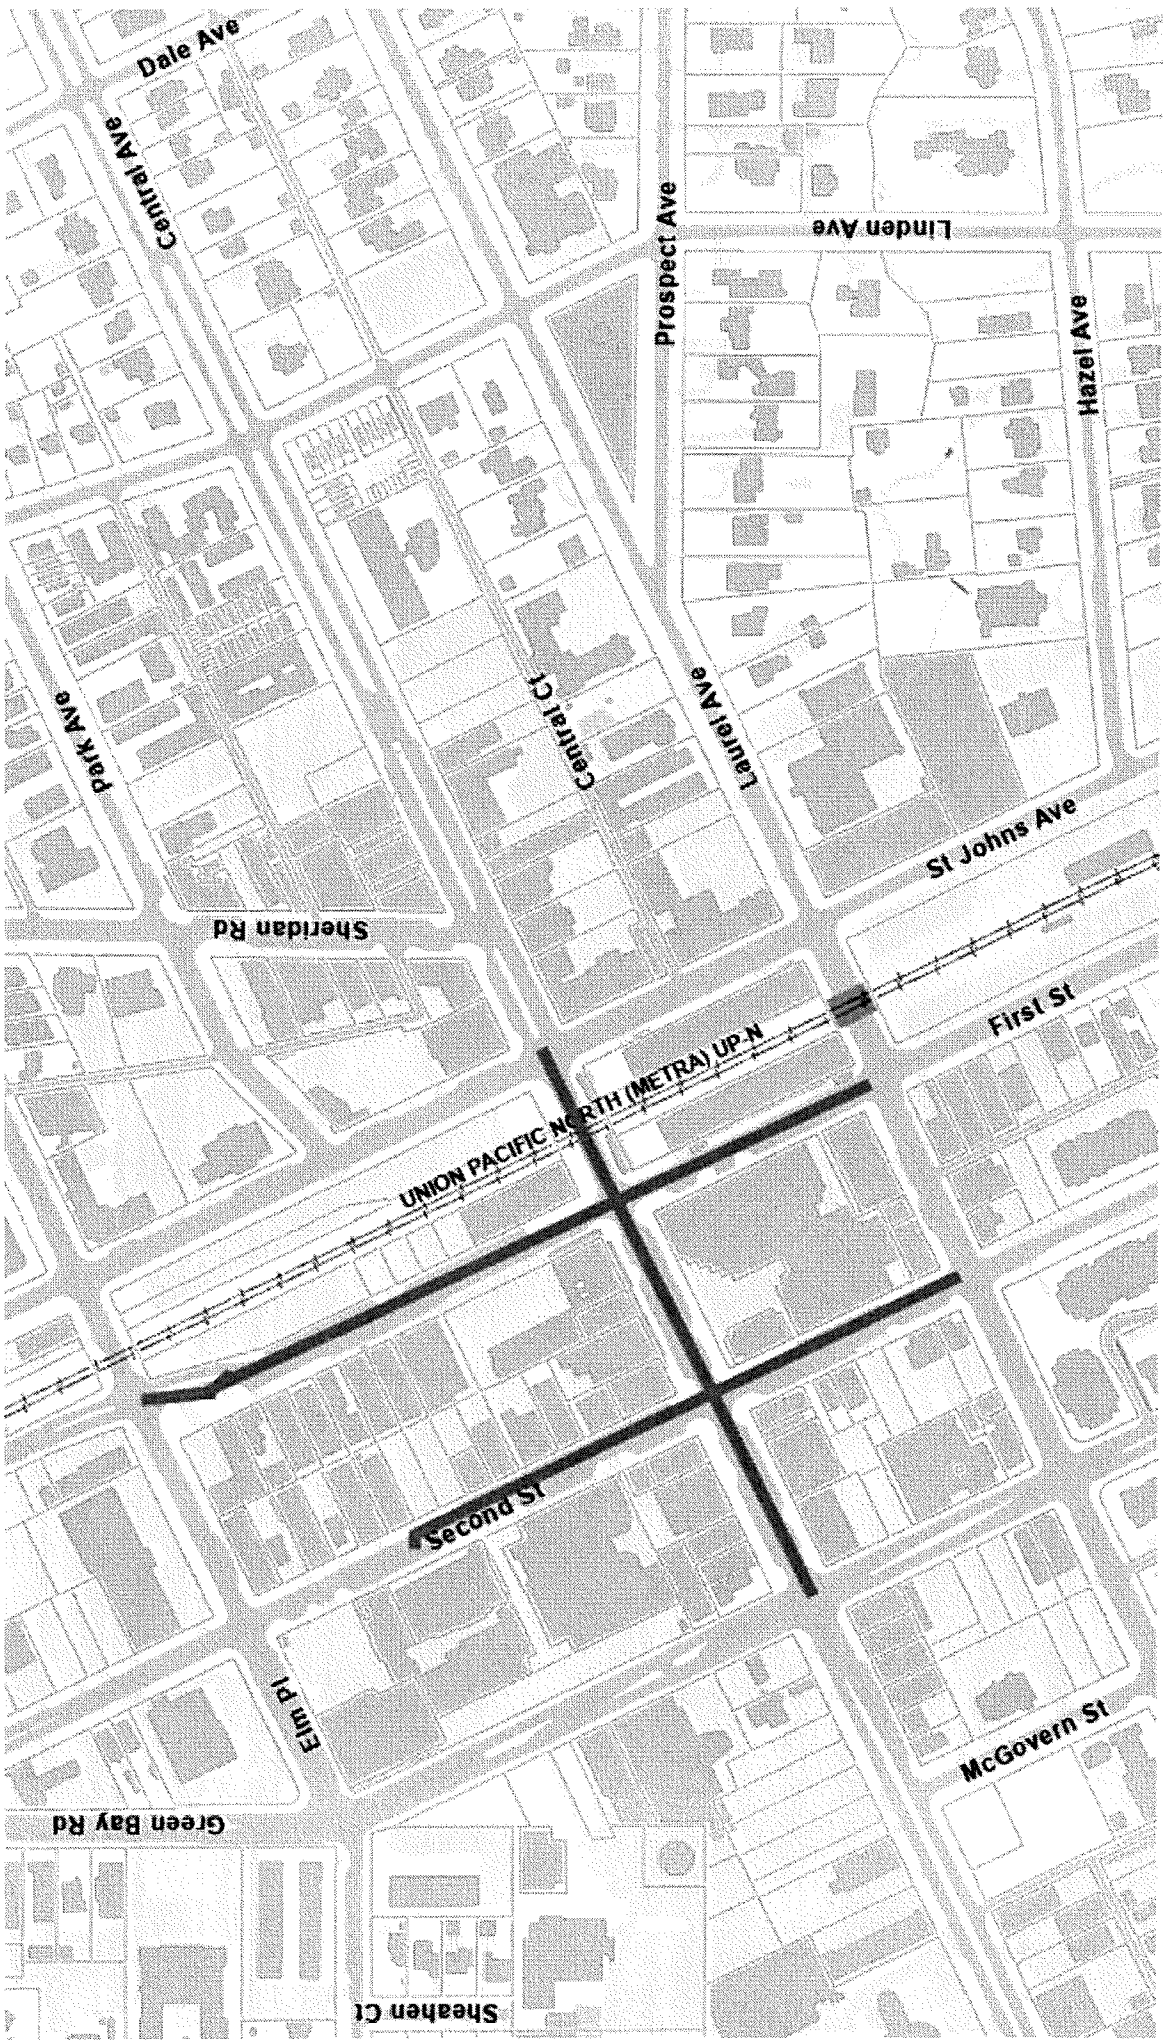 Dale Ave
Central Ave
Prospect Ave
Linden Ave
Hazel Ave
Park Ave
Central Ct
Laurel Ave
St Johns Ave
Sheridan Rd
First St
UNION PACIFIC NORTH (METRA) UP-N
Second St
Elm Pl
McGovern St
Green Bay Rd
Sheahen Ct